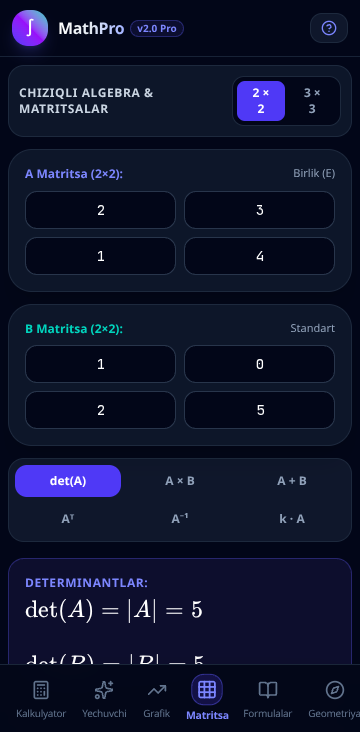 ∫ MathPro v2.0 Pro
CHIZIQLI ALGEBRA &
MATRITSALAR
2 ×
2
3 ×
3
A Matritsa (2×2): Birlik (E)
2 3
1 4
B Matritsa (2×2): Standart
1 0
2 5
det(A) A × B A + B
Aᵀ A⁻¹ k · A
DETERMINANTLAR:
det(A) = |A| = 5
det(B) = |B| = 5
Kalkulyator Yechuvchi Grafik Matritsa Formulalar Geometriya